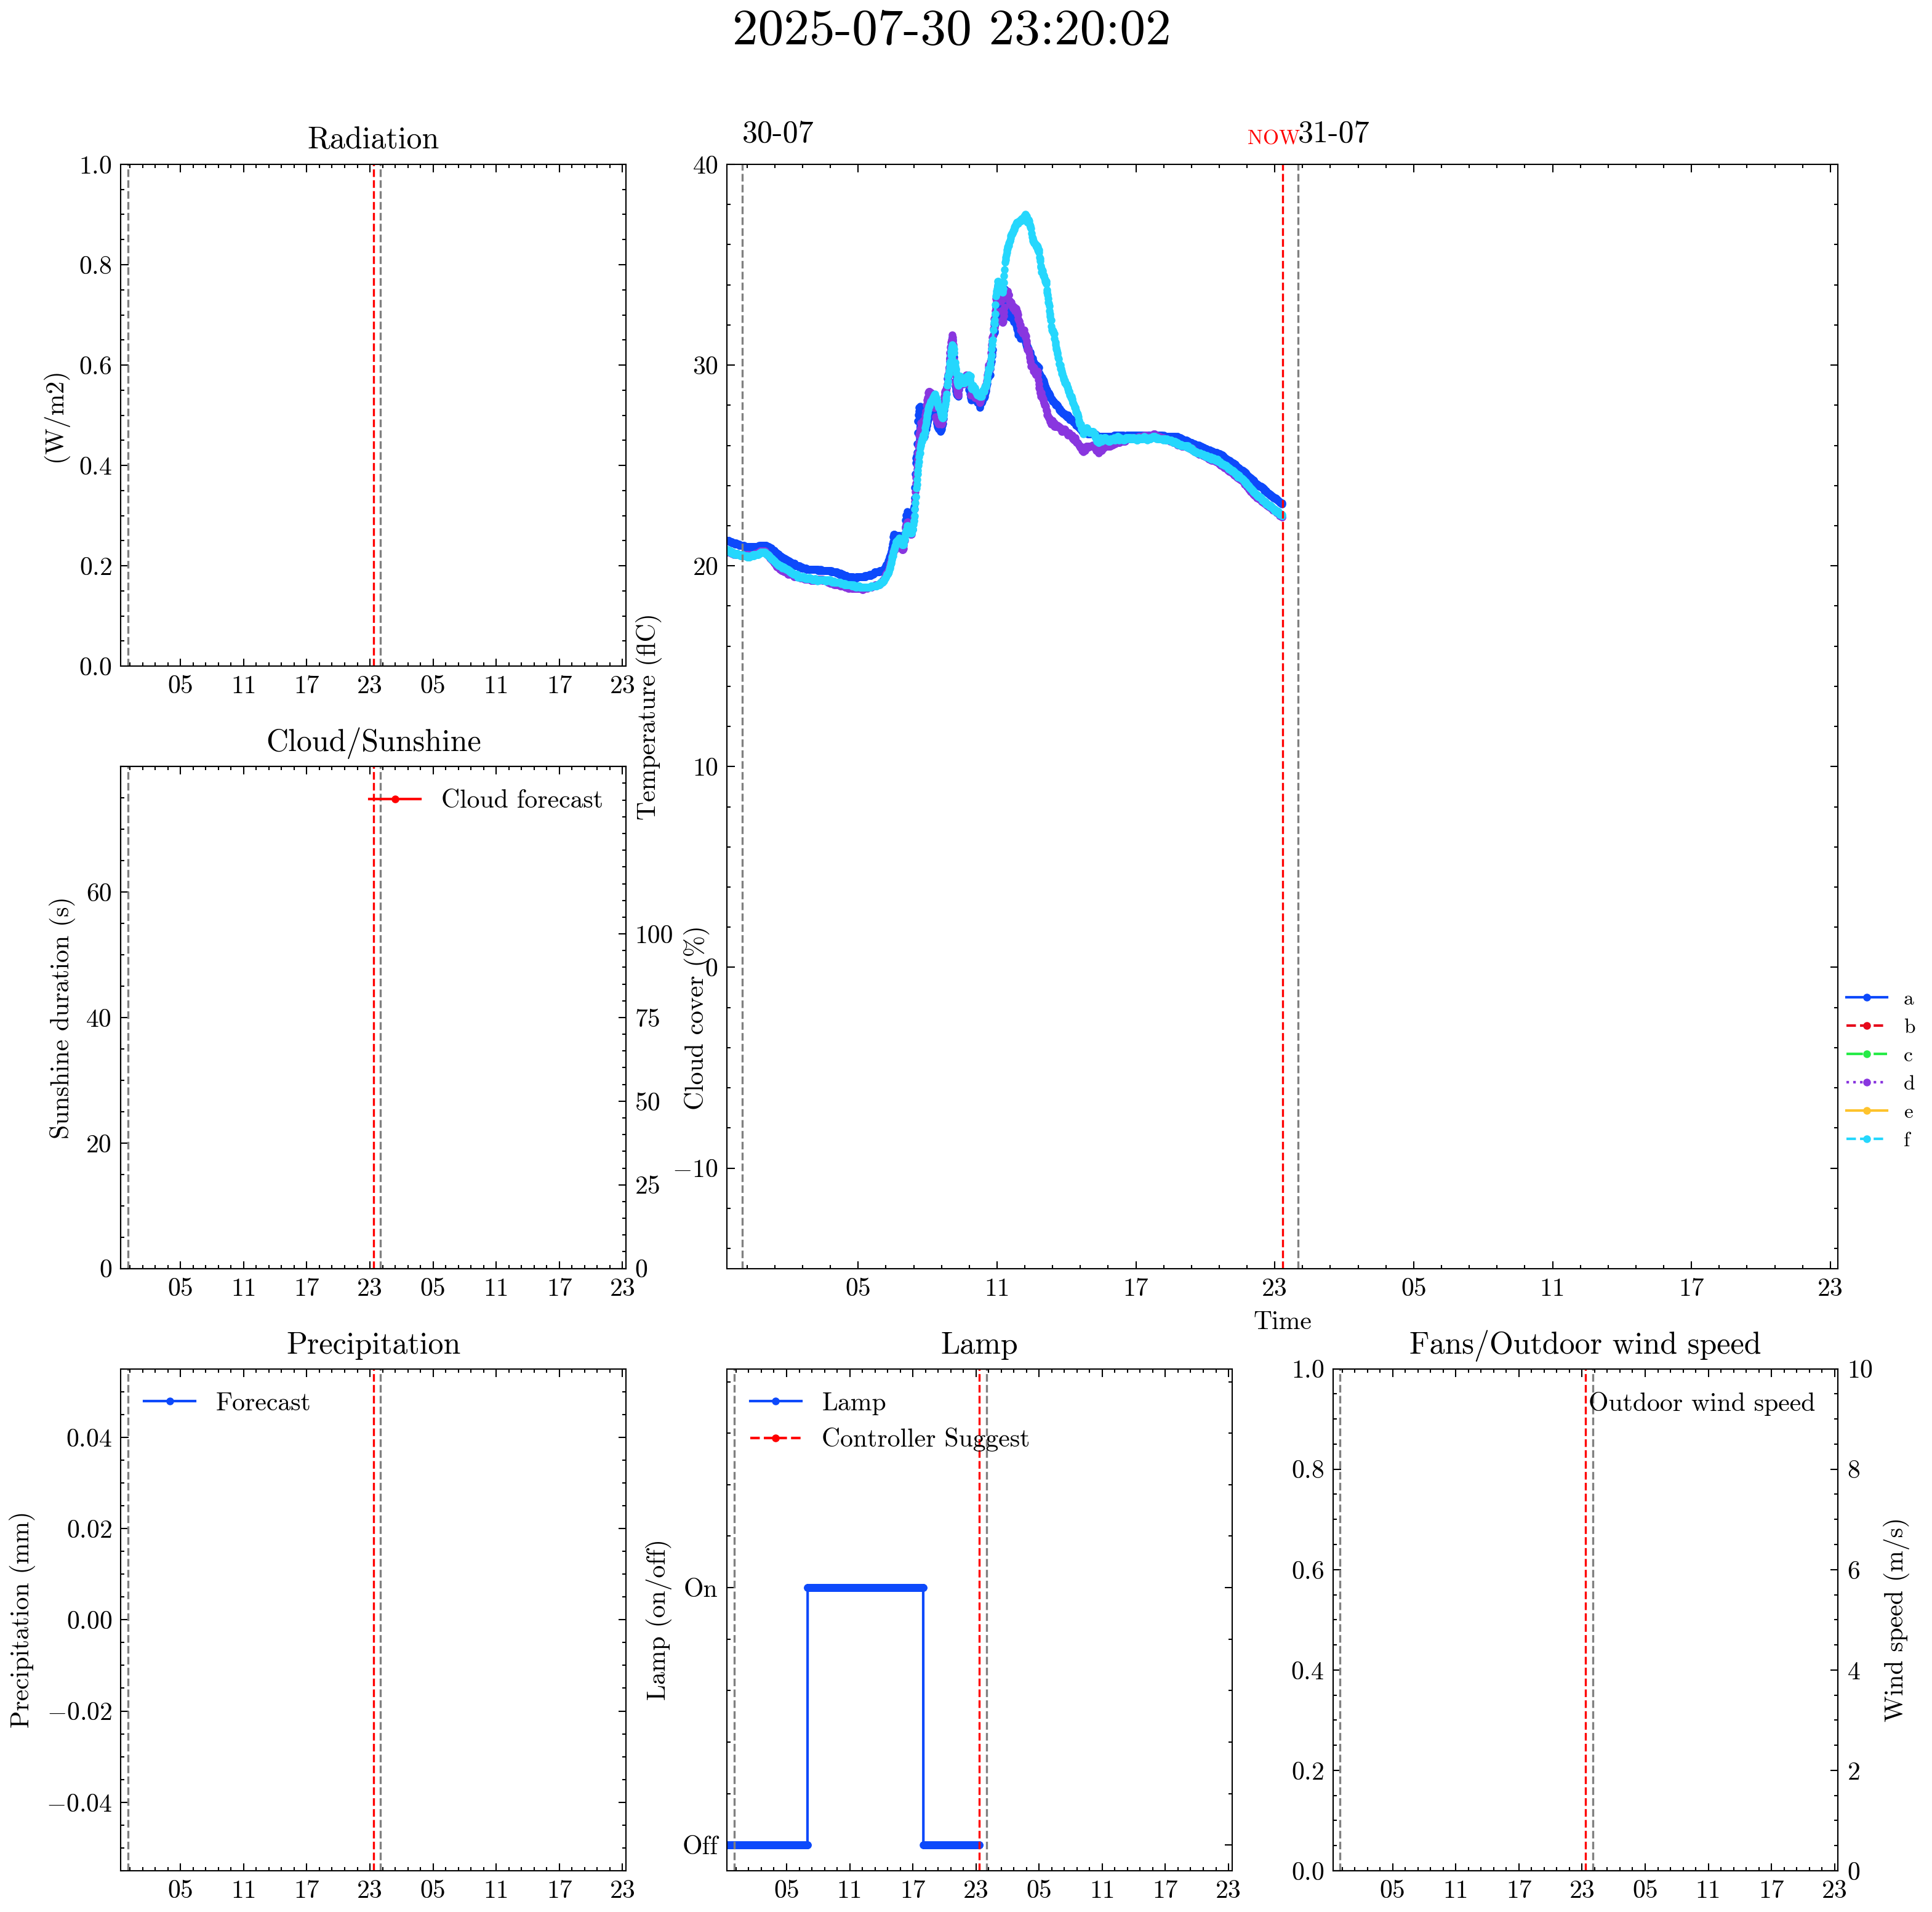 2025-07-30 23:20:02
Radiation
1.0
0.8
0.6
0.4
0.2
0.0
(W/m2)
05 11 17 23 05 11 17 23
30-07
NOW
31-07
40
30
20
10
0
−10
Temperature (flC)
05 11 17 23 05 11 17 23
Time
a
b
c
d
e
f
Cloud/Sunshine
Cloud forecast
60
40
20
0
Sunshine duration (s)
100
75
50
25
0
Cloud cover (%)
05 11 17 23 05 11 17 23
Precipitation
Forecast
0.04
0.02
0.00
−0.02
−0.04
Precipitation (mm)
05 11 17 23 05 11 17 23
Lamp
Lamp
Controller Suggest
On
Off
Lamp (on/off)
05 11 17 23 05 11 17 23
Fans/Outdoor wind speed
Outdoor wind speed
1.0
0.8
0.6
0.4
0.2
0.0
10
8
6
4
2
0
Wind speed (m/s)
05 11 17 23 05 11 17 23